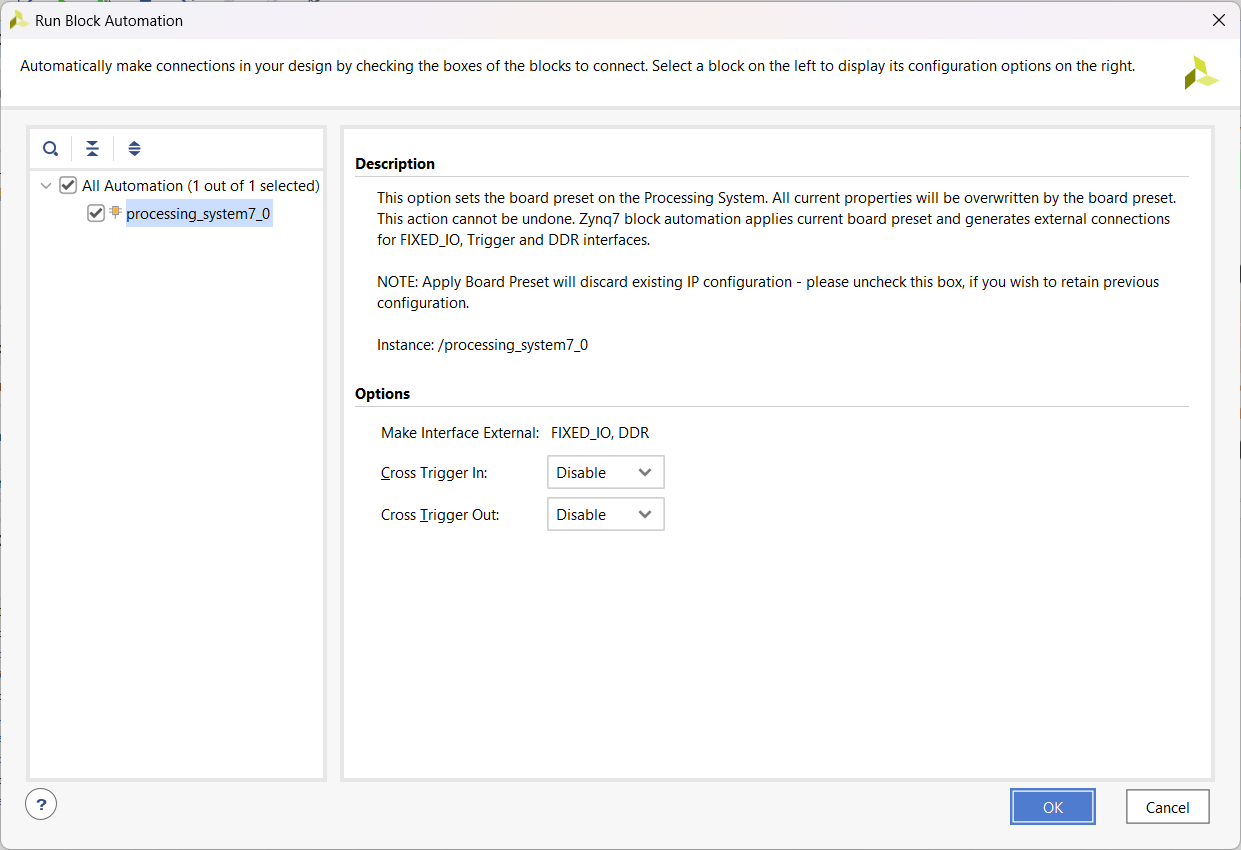 Run Block Automation
Automatically make connections in your design by checking the boxes of the blocks to connect. Select a block on the left to display its configuration options on the right.
All Automation (1 out of 1 selected)
processing_system7_0
Description
This option sets the board preset on the Processing System. All current properties will be overwritten by the board preset.
This action cannot be undone. Zynq7 block automation applies current board preset and generates external connections
for FIXED_IO, Trigger and DDR interfaces.
NOTE: Apply Board Preset will discard existing IP configuration - please uncheck this box, if you wish to retain previous
configuration.
Instance: /processing_system7_0
Options
Make Interface External: FIXED_IO, DDR
Cross Trigger In: Disable
Cross Trigger Out: Disable
?
OK
Cancel